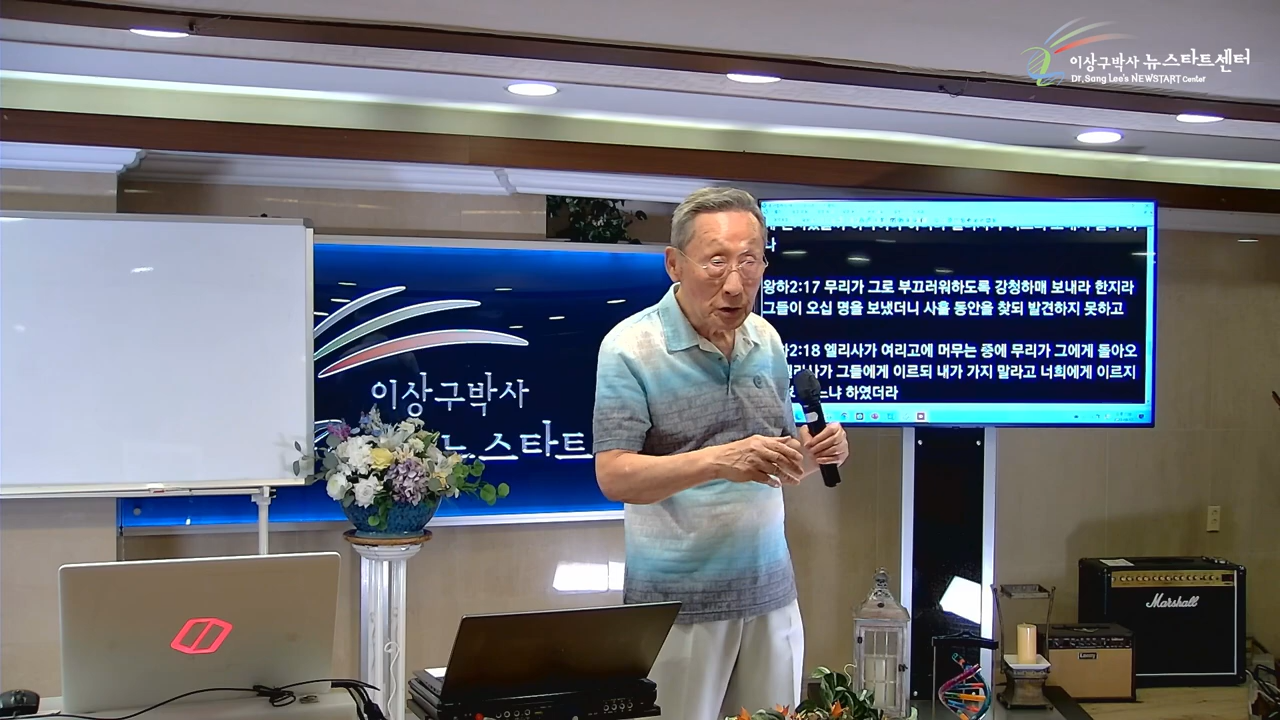 이상구박사 뉴스타트센터
Dr. Sang Lee's NEWSTART Center
나
왕하2:17 무리가 그로 부끄러워하도록 강청하매 보내라 한지라
그들이 오십 명을 보냈더니 사흘 동안을 찾되 발견하지 못하고
2:18 엘리사가 여리고에 머무는 중에 무리가 그에게 돌아오
그들에게 이르되 내가 가지 말라고 너희에게 이르지
하였더라
이상구박사
뉴스타트
Marshall
Laney